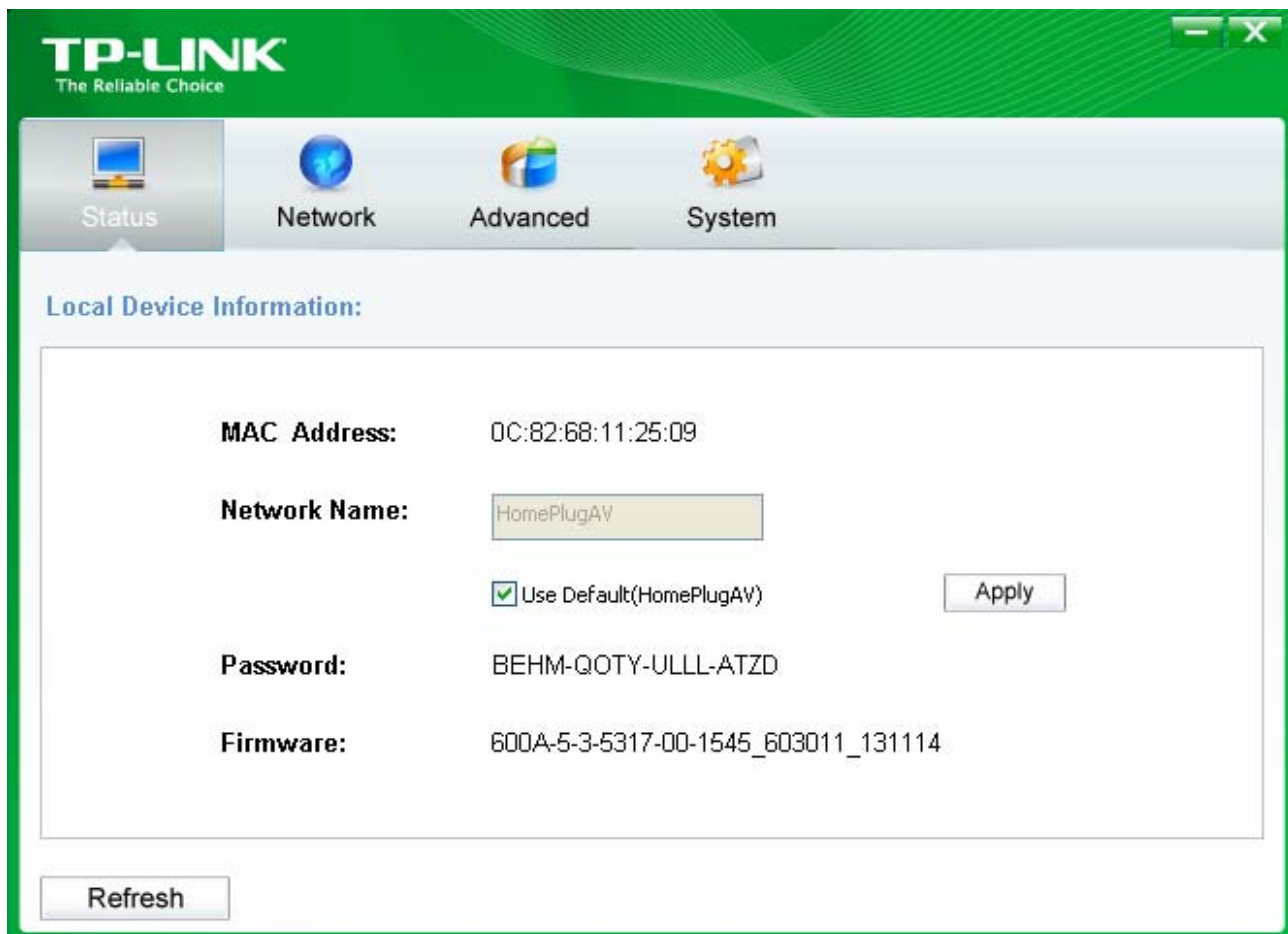 TP-LINK
The Reliable Choice
Status
Network
Advanced
System
Local Device Information:
MAC Address: 0C:82:68:11:25:09
Network Name: HomePlugAV
Use Default(HomePlugAV)
Apply
Password: BEHM-QOTY-ULLL-ATZD
Firmware: 600A-5-3-5317-00-1545_603011_131114
Refresh